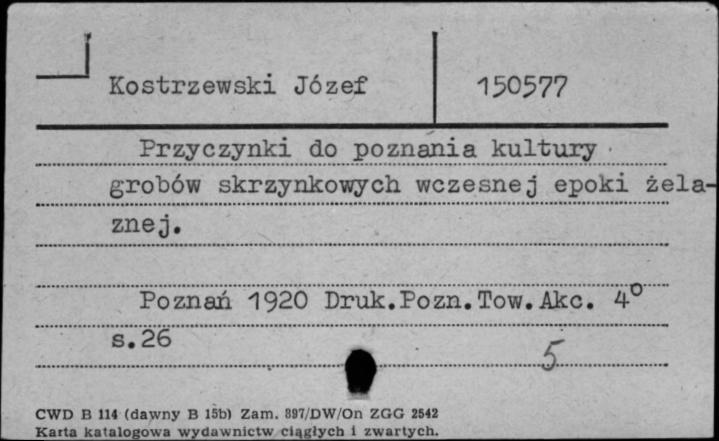 Kostrzewski Józef 150577
Przyczynki do poznania kultury
grobów skrzynkowych wczesnej epoki żela-
znej.
Poznań 1920 Druk.Pozn.Tow.Akc. 4°
s.26
5
CWD B 114 (dawny B 15b) Zam. 897/DW/On ZGG 2542
Karta katalogowa wydawnictw ciągłych i zwartych.